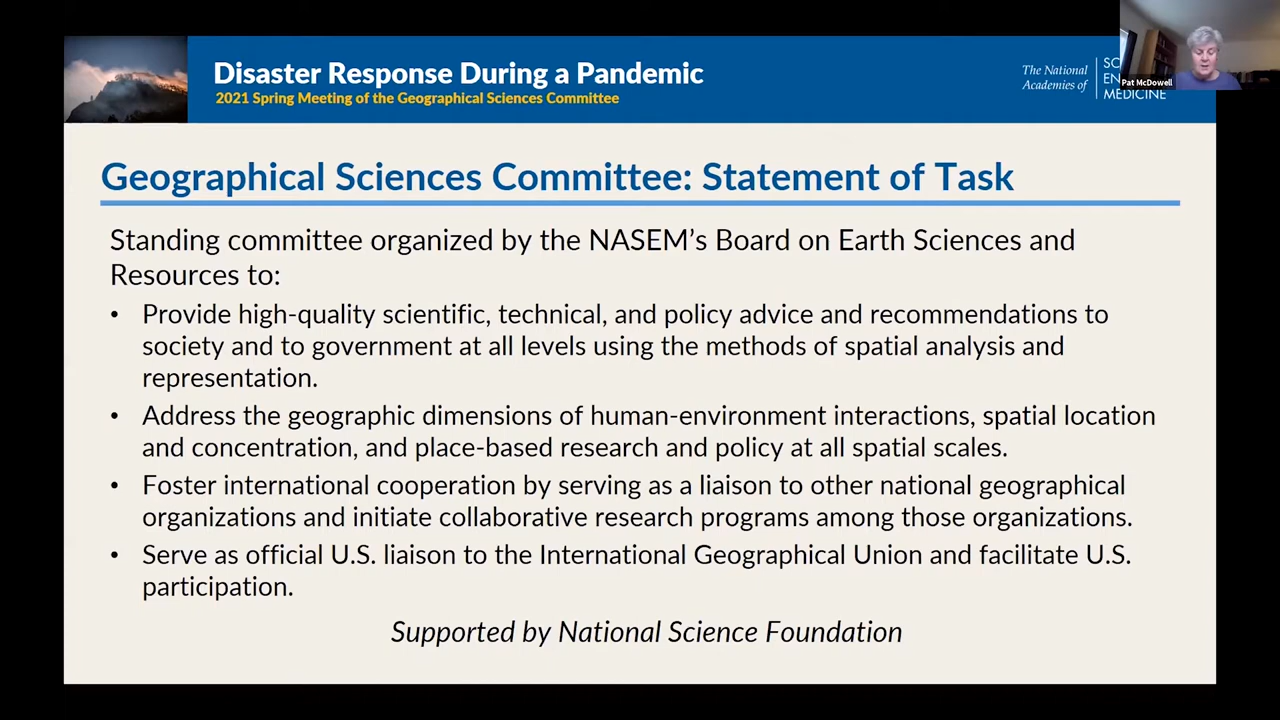 Disaster Response During a Pandemic
2021 Spring Meeting of the Geographical Sciences Committee
The National
Academies of
MEDICINE
Pat McDowell
Geographical Sciences Committee: Statement of Task
Standing committee organized by the NASEM's Board on Earth Sciences and
Resources to:
• Provide high-quality scientific, technical, and policy advice and recommendations to
society and to government at all levels using the methods of spatial analysis and
representation.
• Address the geographic dimensions of human-environment interactions, spatial location
and concentration, and place-based research and policy at all spatial scales.
• Foster international cooperation by serving as a liaison to other national geographical
organizations and initiate collaborative research programs among those organizations.
• Serve as official U.S. liaison to the International Geographical Union and facilitate U.S.
participation.
Supported by National Science Foundation